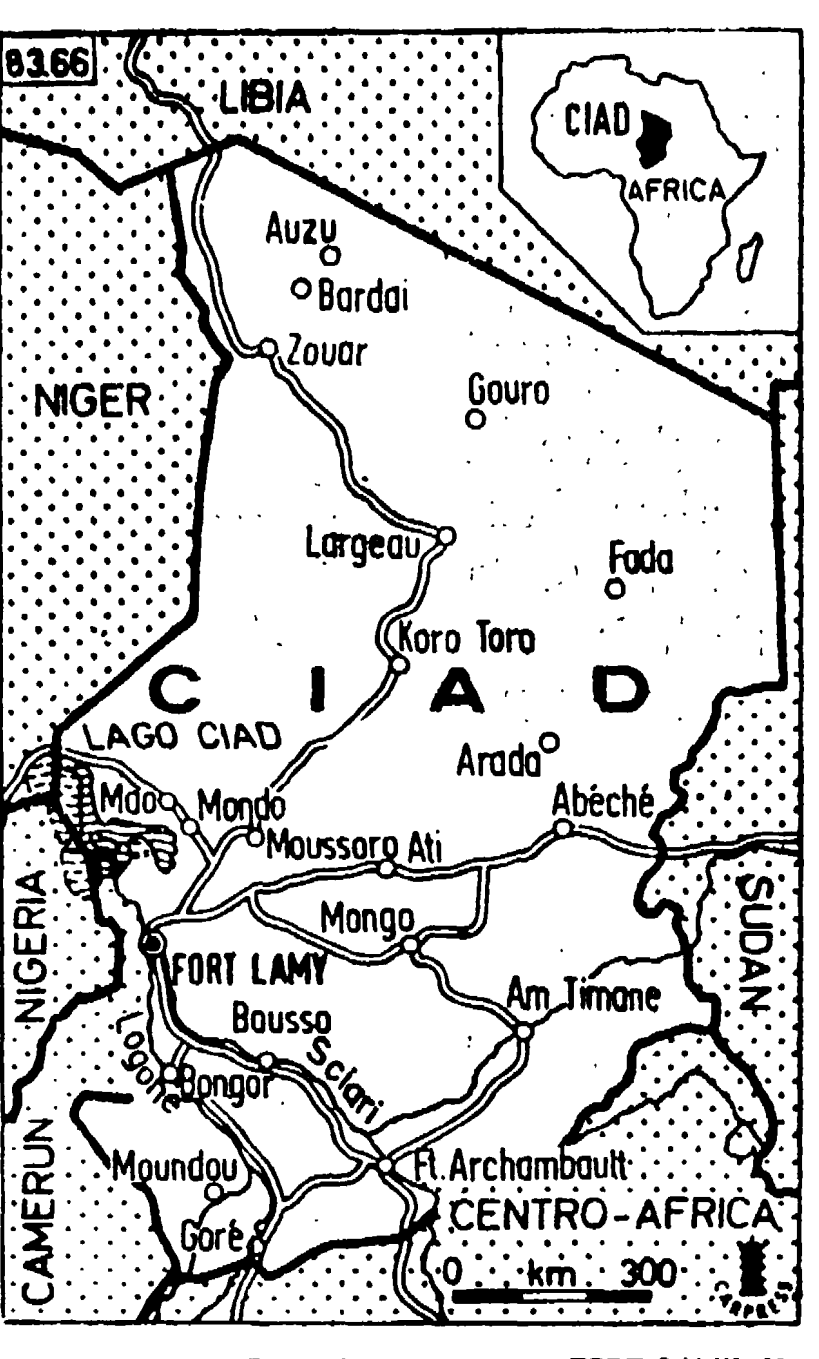 8366
LIBIA
CIAD
AFRICA
Auzu
Bardai
Zouar
NIGER
Gouro
Largeau
Fada
Koro Toro
C I A D
LAGO CIAD
Arada
Mao
Mondo
Abéché
Moussoro
Ati
NIGERIA
Mongo
SUDAN
FORT LAMY
Am Timane
Bousso
Logone
Sciari
Bongor
CAMERUN
Moundou
Ft. Archambault
CENTRO-AFRICA
Goré
0 km 300
CARPRESS